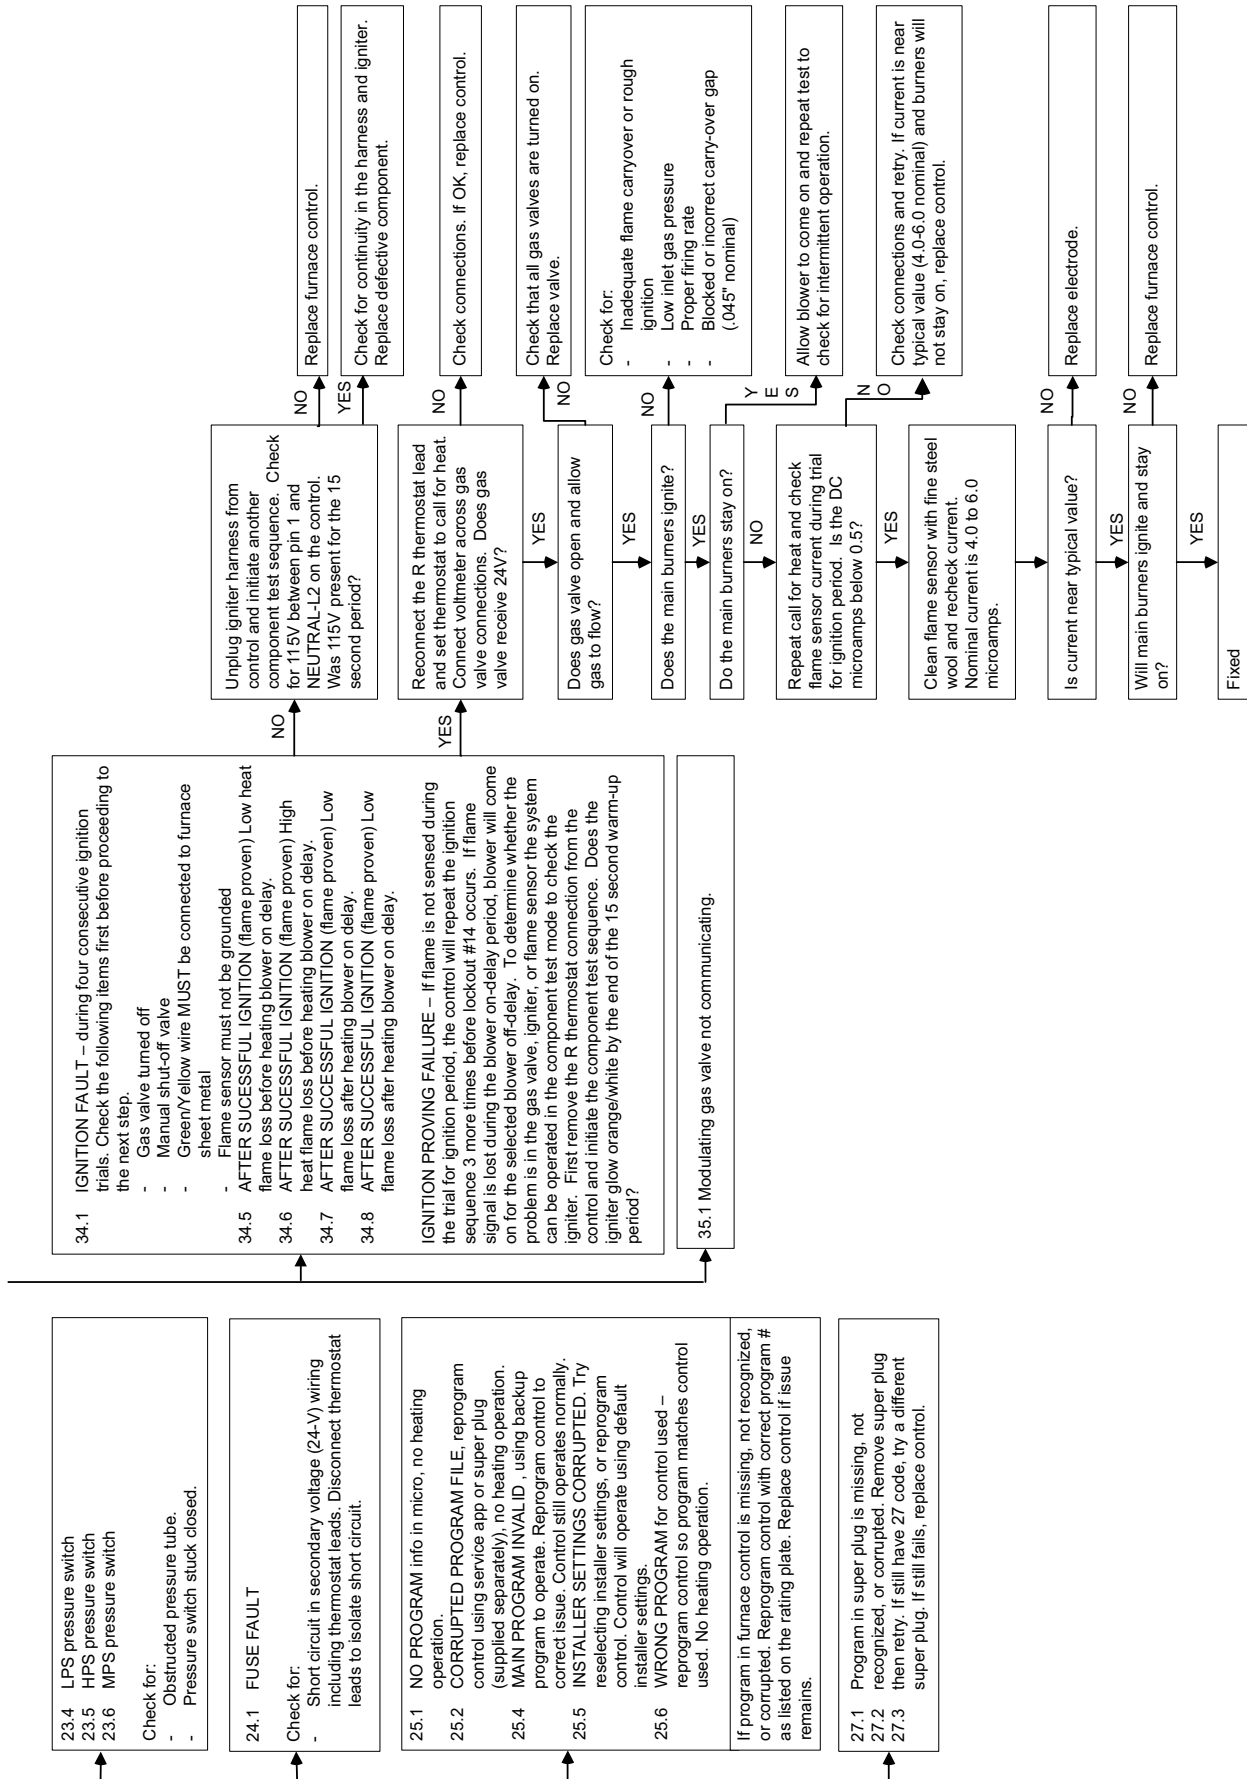 23.4 LPS pressure switch
23.5 HPS pressure switch
23.6 MPS pressure switch
Check for:
- Obstructed pressure tube.
- Pressure switch stuck closed.
24.1 FUSE FAULT
Check for:
- Short circuit in secondary voltage (24-V) wiring
including thermostat leads. Disconnect thermostat
leads to isolate short circuit.
25.1 NO PROGRAM info in micro, no heating
operation.
25.2 CORRUPTED PROGRAM FILE, reprogram
control using service app or super plug
(supplied separately), no heating operation.
25.4 MAIN PROGRAM INVALID , using backup
program to operate. Reprogram control to
correct issue. Control still operates normally.
25.5 INSTALLER SETTINGS CORRUPTED. Try
reselecting installer settings, or reprogram
control. Control will operate using default
installer settings.
25.6 WRONG PROGRAM for control used –
reprogram control so program matches control
used. No heating operation.
If program in furnace control is missing, not recognized,
or corrupted. Reprogram control with correct program #
as listed on the rating plate. Replace control if issue
remains.
27.1 Program in super plug is missing, not
27.2 recognized, or corrupted. Remove super plug
27.3 then retry. If still have 27 code, try a different
super plug. If still fails, replace control.
34.1 IGNITION FAULT – during four consecutive ignition
trials. Check the following items first before proceeding to
the next step.
- Gas valve turned off
- Manual shut-off valve
- Green/Yellow wire MUST be connected to furnace
sheet metal
- Flame sensor must not be grounded
34.5 AFTER SUCESSFUL IGNITION (flame proven) Low heat
flame loss before heating blower on delay.
34.6 AFTER SUCESSFUL IGNITION (flame proven) High
heat flame loss before heating blower on delay.
34.7 AFTER SUCCESSFUL IGNITION (flame proven) Low
flame loss after heating blower on delay.
34.8 AFTER SUCCESSFUL IGNITION (flame proven) Low
flame loss after heating blower on delay.
IGNITION PROVING FAILURE – If flame is not sensed during
the trial for ignition period, the control will repeat the ignition
sequence 3 more times before lockout #14 occurs. If flame
signal is lost during the blower on-delay period, blower will come
on for the selected blower off-delay. To determine whether the
problem is in the gas valve, igniter, or flame sensor the system
can be operated in the component test mode to check the
igniter. First remove the R thermostat connection from the
control and initiate the component test sequence. Does the
igniter glow orange/white by the end of the 15 second warm-up
period?
35.1 Modulating gas valve not communicating.
NO
YES
Unplug igniter harness from
control and initiate another
component test sequence. Check
for 115V between pin 1 and
NEUTRAL-L2 on the control.
Was 115V present for the 15
second period?
NO
Replace furnace control.
YES
Check for continuity in the harness and igniter.
Replace defective component.
Reconnect the R thermostat lead
and set thermostat to call for heat.
Connect voltmeter across gas
valve connections. Does gas
valve receive 24V?
NO
Check connections. If OK, replace control.
YES
Does gas valve open and allow
gas to flow?
NO
Check that all gas valves are turned on.
Replace valve.
YES
Does the main burners ignite?
NO
Check for:
- Inadequate flame carryover or rough
ignition
- Low inlet gas pressure
- Proper firing rate
- Blocked or incorrect carry-over gap
(.045" nominal)
YES
Do the main burners stay on?
YES
Allow blower to come on and repeat test to
check for intermittent operation.
NO
Repeat call for heat and check
flame sensor current during trial
for ignition period. Is the DC
microamps below 0.5?
NO
Check connections and retry. If current is near
typical value (4.0-6.0 nominal) and burners will
not stay on, replace control.
YES
Clean flame sensor with fine steel
wool and recheck current.
Nominal current is 4.0 to 6.0
microamps.
Is current near typical value?
NO
Replace electrode.
YES
Will main burners ignite and stay
on?
NO
Replace furnace control.
YES
Fixed